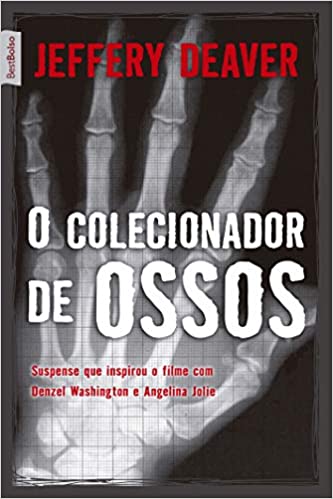 BestBolso
JEFFERY DEAVER
O COLECIONADOR
DE OSSOS
Suspense que inspirou o filme com
Denzel Washington e Angelina Jolie